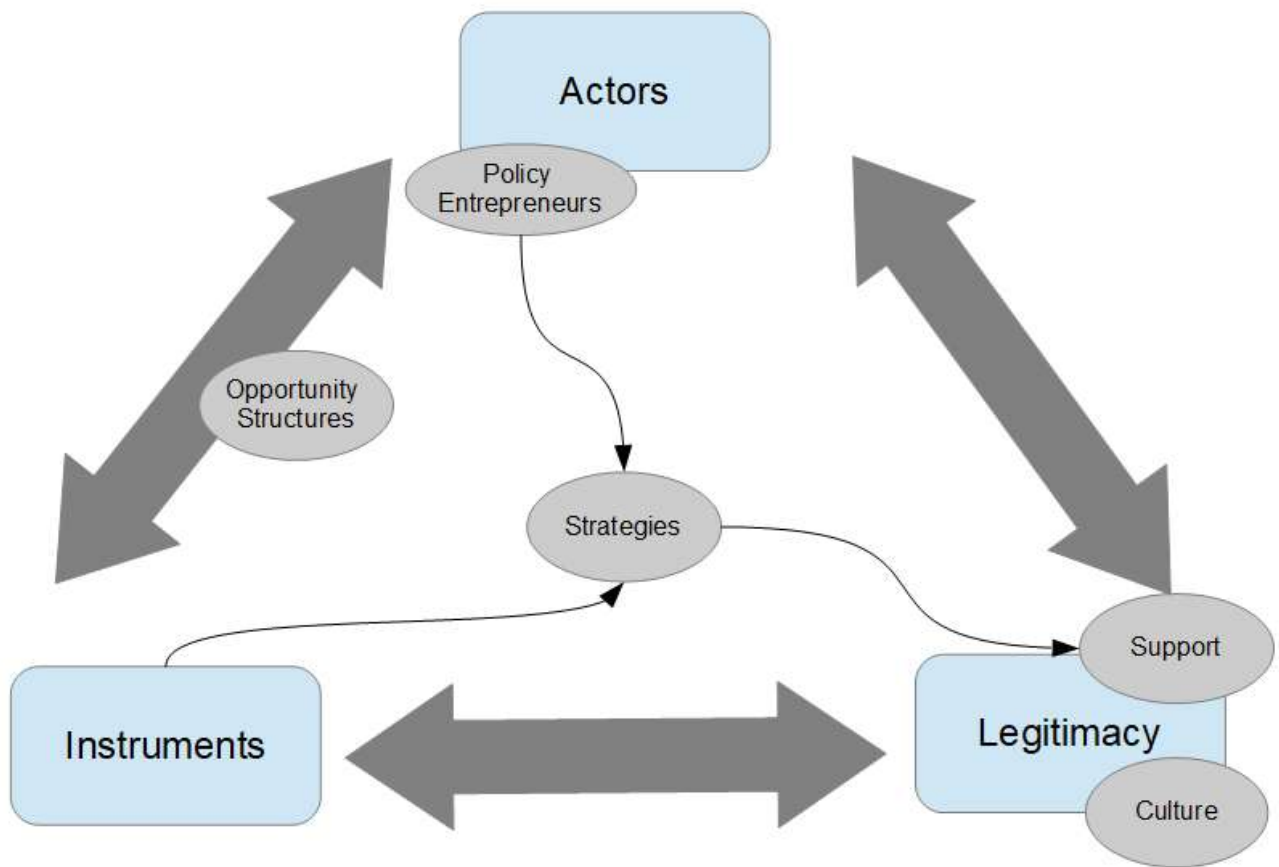 Actors
Policy
Entrepreneurs
Opportunity
Structures
Strategies
Support
Instruments
Legitimacy
Culture